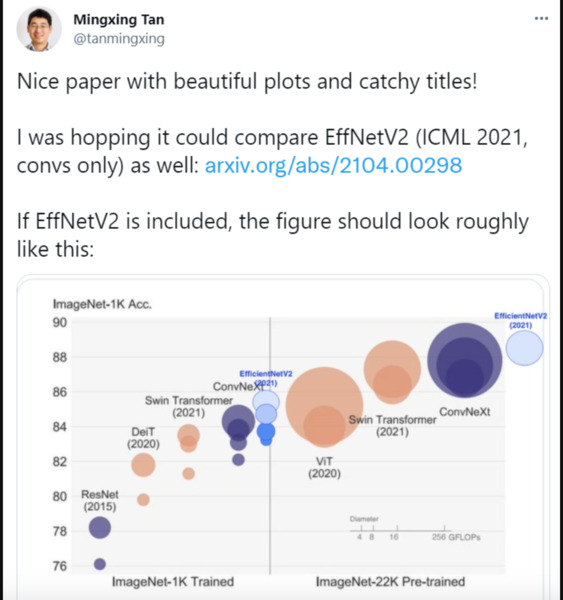 Mingxing Tan
@tanmingxing
Nice paper with beautiful plots and catchy titles!
I was hopping it could compare EffNetV2 (ICML 2021,
convs only) as well: arxiv.org/abs/2104.00298
If EffNetV2 is included, the figure should look roughly
like this:
ImageNet-1K Acc.
90
88
86
84
82
80
78
76
EfficientNetV2
(2021)
EfficientNetV2
(2021)
ConvNeXt
Swin Transformer
(2021)
DeiT
(2020)
ResNet
(2015)
Swin Transformer
(2021)
ConvNeXt
ViT
(2020)
Diameter
4 8 16 256 GFLOPs
ImageNet-1K Trained
ImageNet-22K Pre-trained